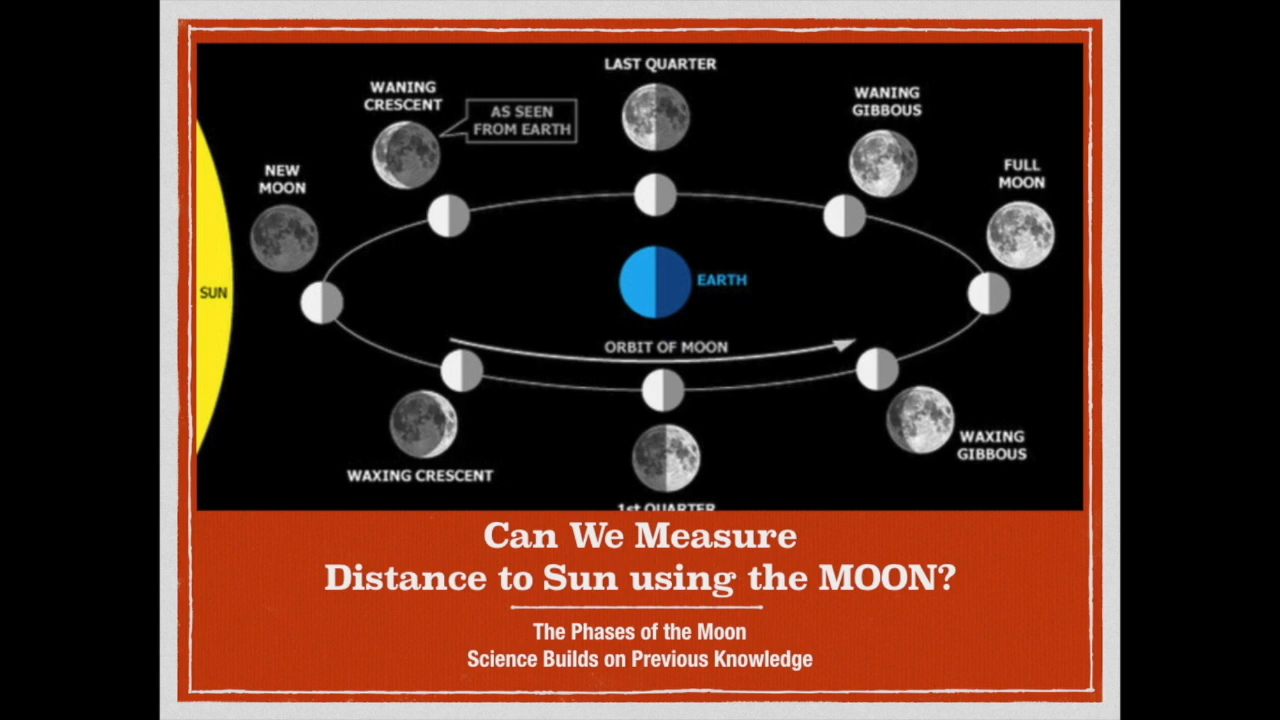 LAST QUARTER
WANING
CRESCENT
AS SEEN
FROM EARTH
WANING
GIBBOUS
NEW
MOON
FULL
MOON
SUN
EARTH
ORBIT OF MOON
WAXING CRESCENT
WAXING
GIBBOUS
1st QUARTER
Can We Measure
Distance to Sun using the MOON?
The Phases of the Moon
Science Builds on Previous Knowledge